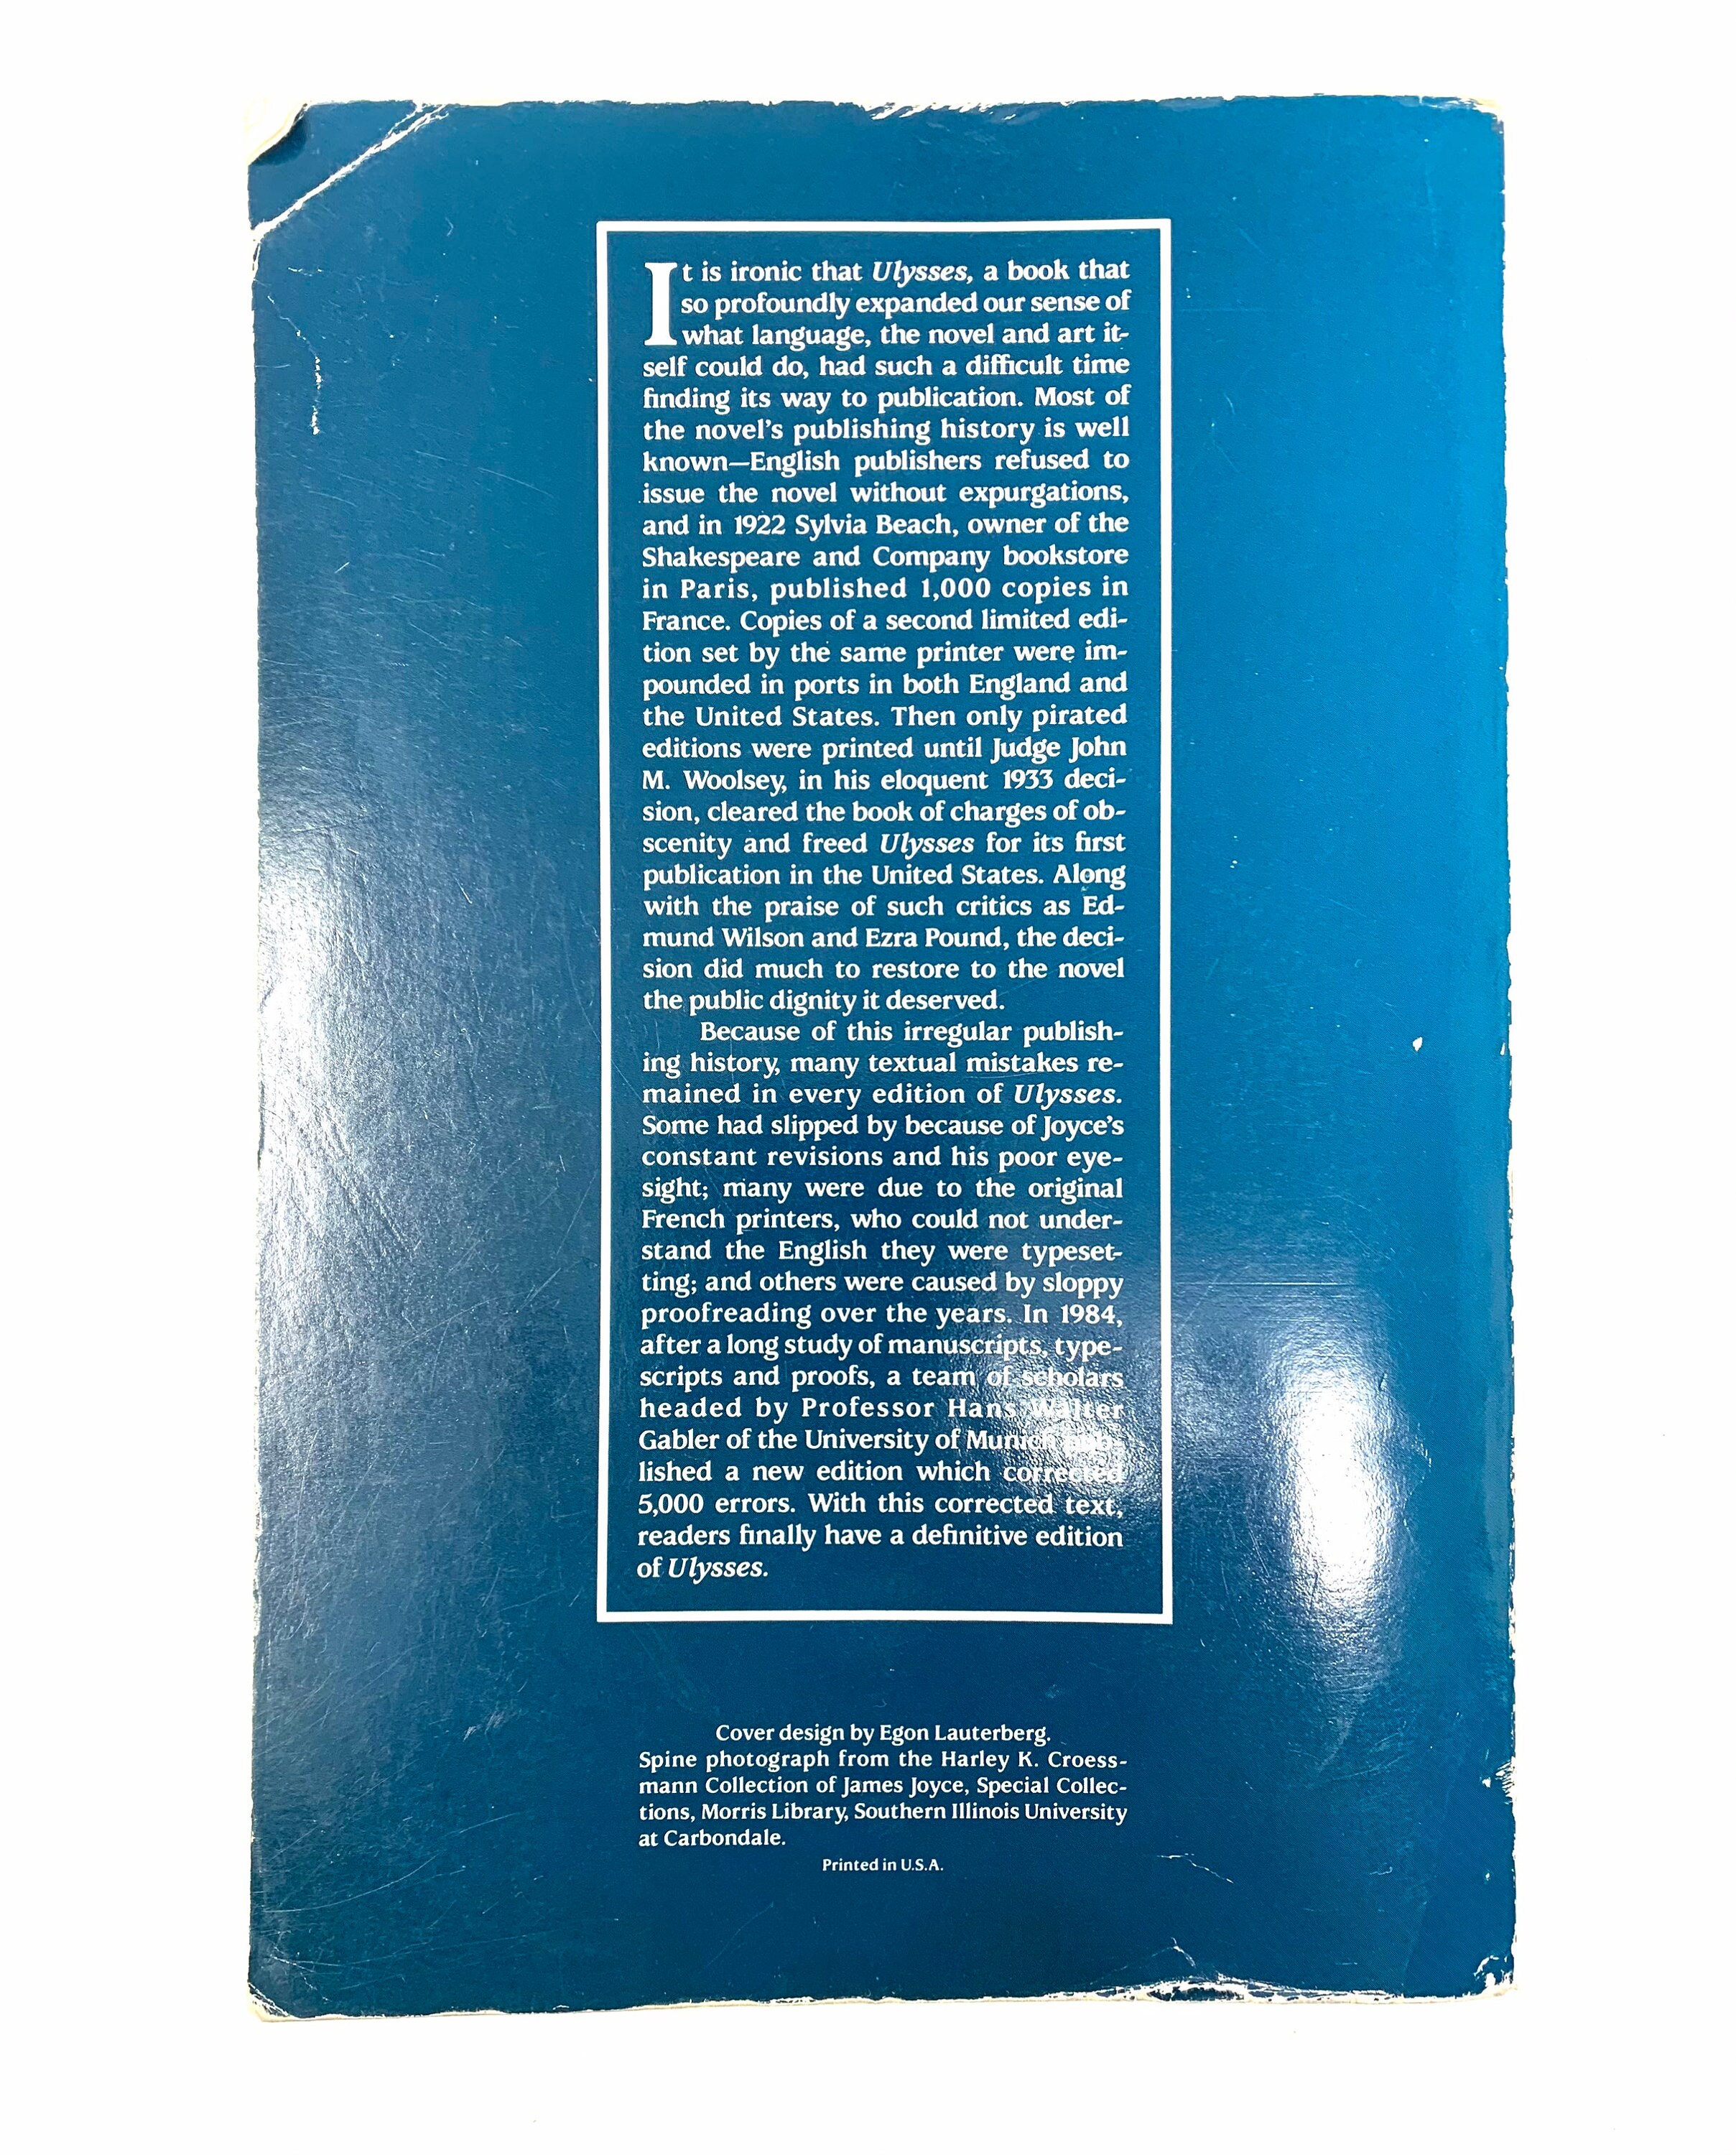 It is ironic that Ulysses, a book that
so profoundly expanded our sense of
what language, the novel and art it-
self could do, had such a difficult time
finding its way to publication. Most of
the novel's publishing history is well
known—English publishers refused to
issue the novel without expurgations,
and in 1922 Sylvia Beach, owner of the
Shakespeare and Company bookstore
in Paris, published 1,000 copies in
France. Copies of a second limited edi-
tion set by the same printer were im-
pounded in ports in both England and
the United States. Then only pirated
editions were printed until Judge John
M. Woolsey, in his eloquent 1933 deci-
sion, cleared the book of charges of ob-
scenity and freed Ulysses for its first
publication in the United States. Along
with the praise of such critics as Ed-
mund Wilson and Ezra Pound, the deci-
sion did much to restore to the novel
the public dignity it deserved.
Because of this irregular publish-
ing history, many textual mistakes re-
mained in every edition of Ulysses.
Some had slipped by because of Joyce's
constant revisions and his poor eye-
sight; many were due to the original
French printers, who could not under-
stand the English they were typeset-
ting; and others were caused by sloppy
proofreading over the years. In 1984,
after a long study of manuscripts, type-
scripts and proofs, a team of scholars
headed by Professor Hans Walter
Gabler of the University of Munich pub-
lished a new edition which corrected
5,000 errors. With this corrected text,
readers finally have a definitive edition
of Ulysses.
Cover design by Egon Lauterberg.
Spine photograph from the Harley K. Croess-
mann Collection of James Joyce, Special Collec-
tions, Morris Library, Southern Illinois University
at Carbondale.
Printed in U.S.A.